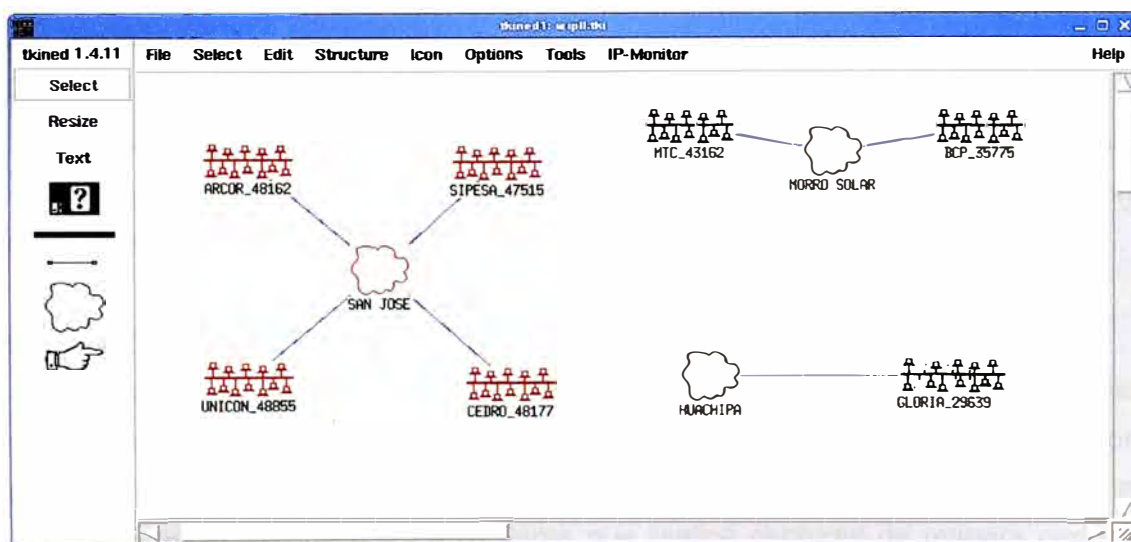 tkined 1.4.11
File Select Edit Structure Icon Options Tools IP-Monitor Help
Select
Resize
Text
?
ARCOR_48162
SIPESA_47515
SAN JOSE
UNICON_48855
CEDRO_48177
MTC_43162
MORRO SOLAR
BCP_35775
HUACHIPA
GLORIA_29639